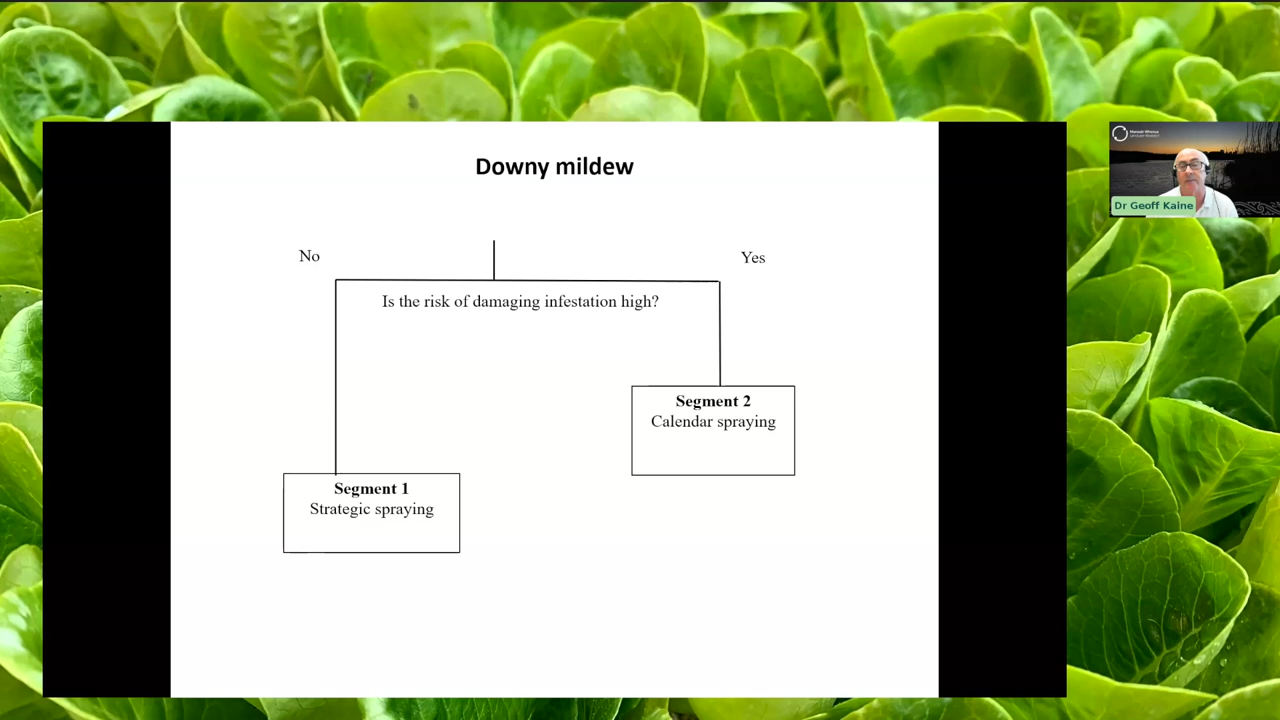 Downy mildew
No
Yes
Is the risk of damaging infestation high?
Segment 2
Calendar spraying
Segment 1
Strategic spraying
Dr Geoff Kaine